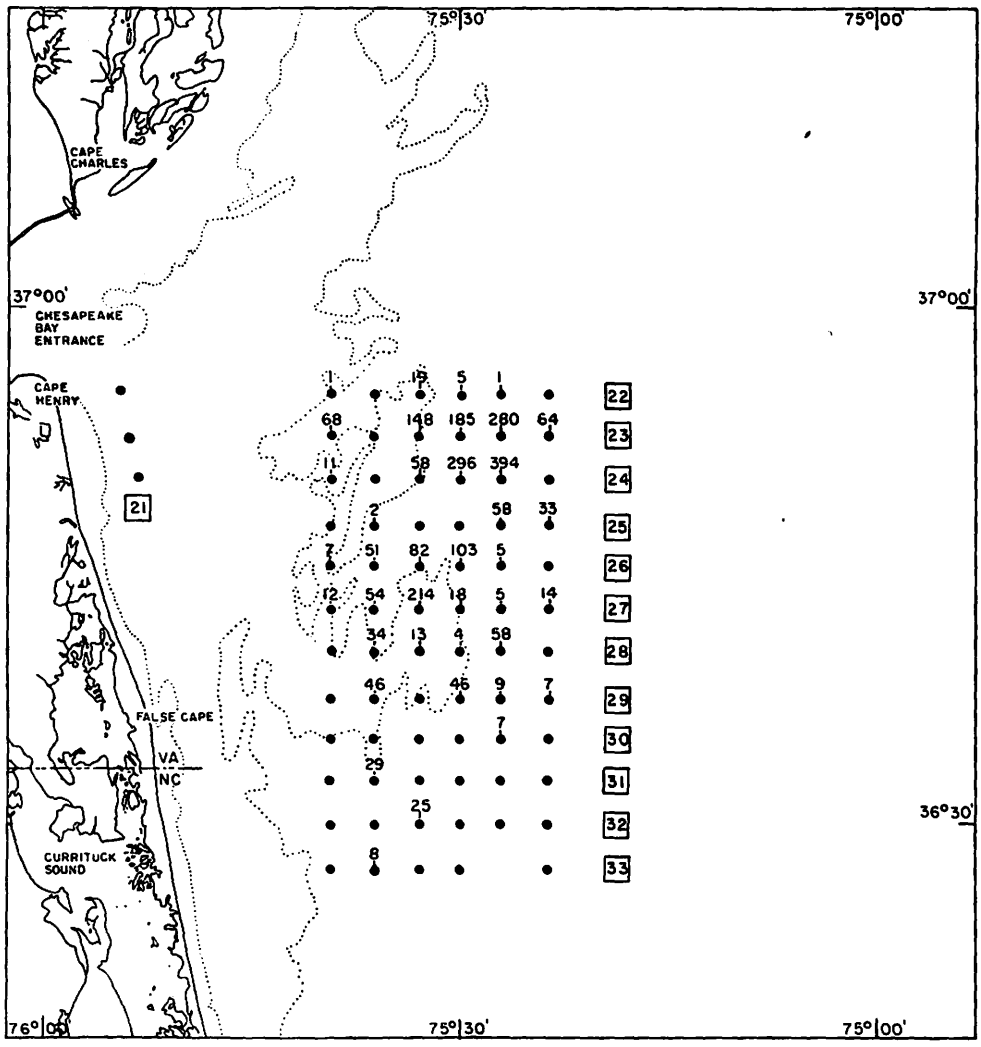 75°30' 75°00'
CAPE
CHARLES
37°00' 37°00'
CHESAPEAKE
BAY
ENTRANCE
CAPE
HENRY
1 19 5 1 22
68 148 185 280 64 23
11 58 296 394 24
21
2 58 33 25
7 51 82 103 5 26
12 54 214 18 5 14 27
34 13 4 58 28
46 46 9 7 29
FALSE CAPE
7 30
VA
NC
29 31
25 32
36°30'
CURRITUCK
SOUND
8 33
76°00' 75°30' 75°00'